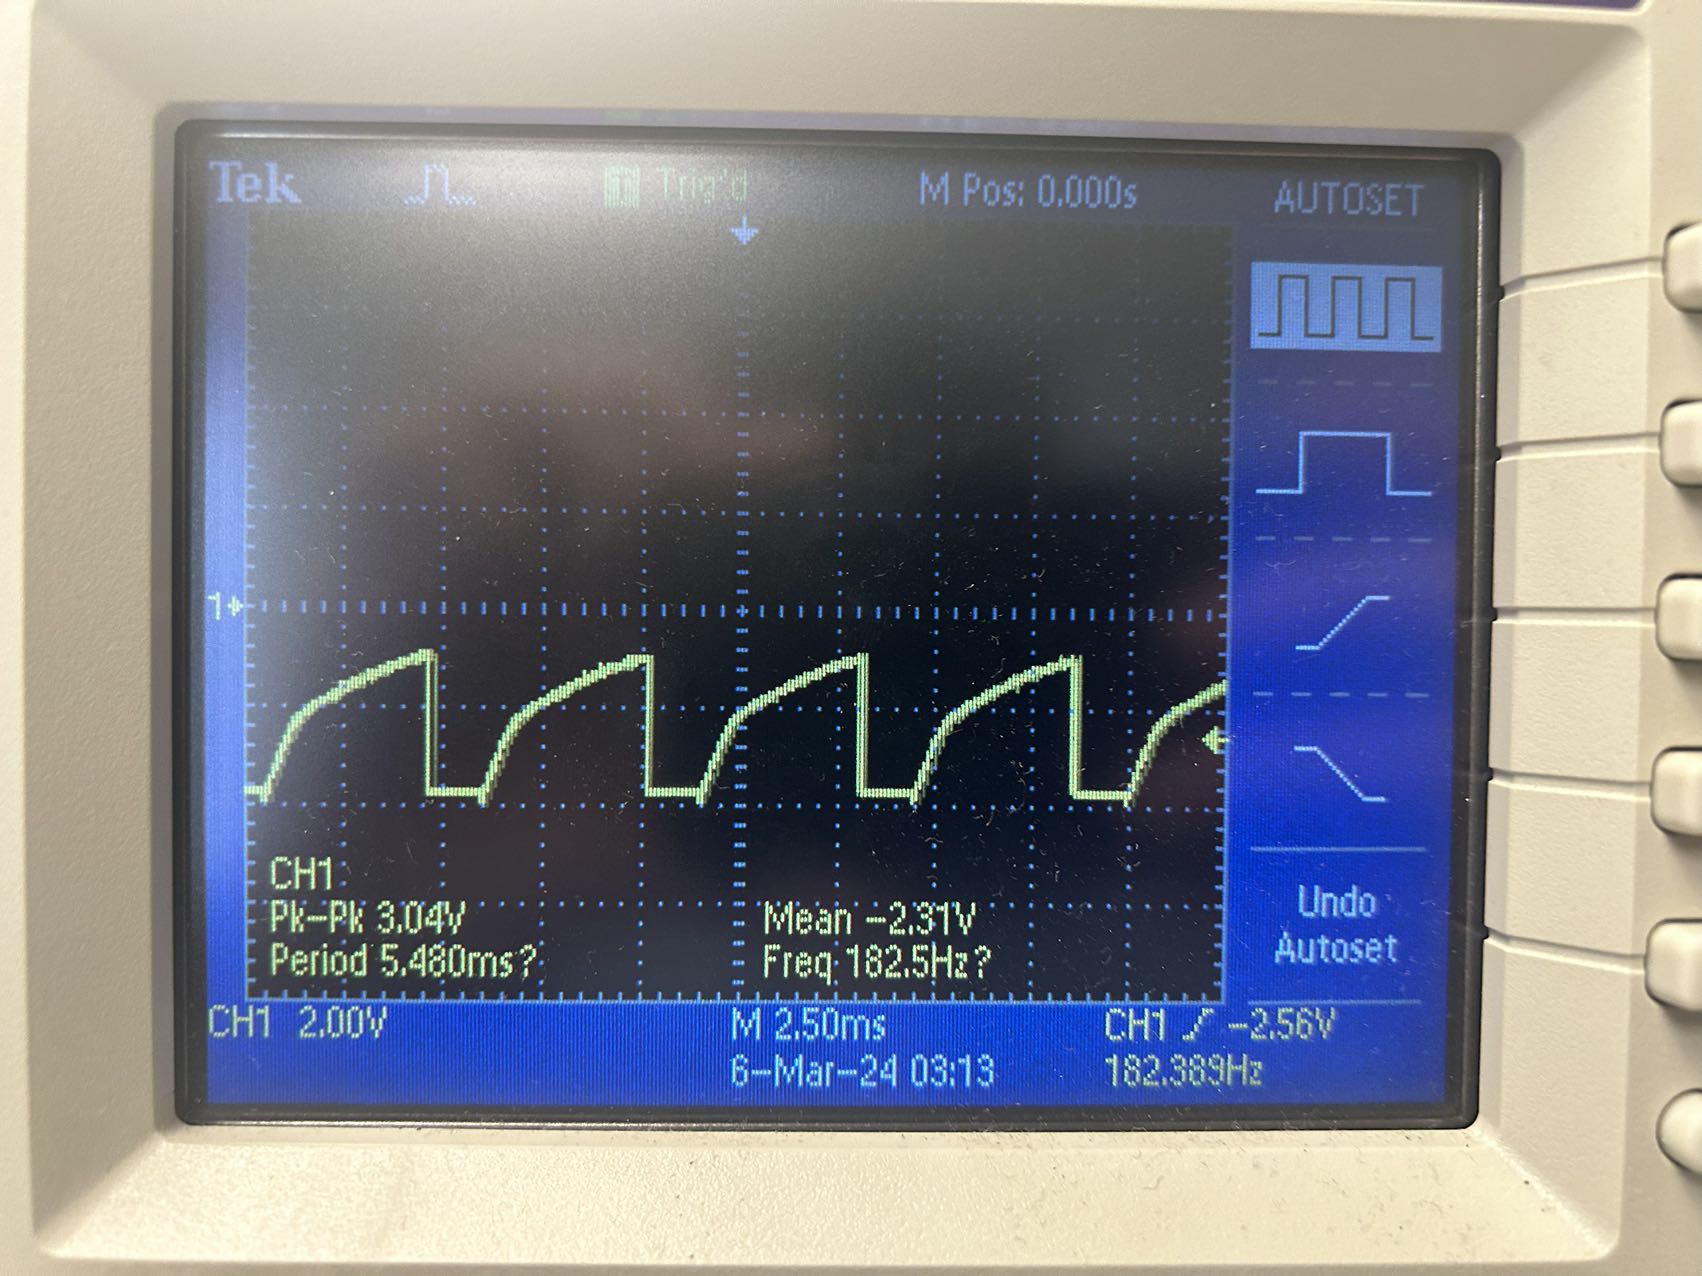 Tek Trig'd M Pos: 0.000s AUTOSET
1
CH1
Pk-Pk 3.04V Mean -2.31V
Period 5.480ms? Freq 182.5Hz?
Undo
Autoset
CH1 2.00V M 2.50ms CH1 -2.56V
6-Mar-24 03:13 182.389Hz